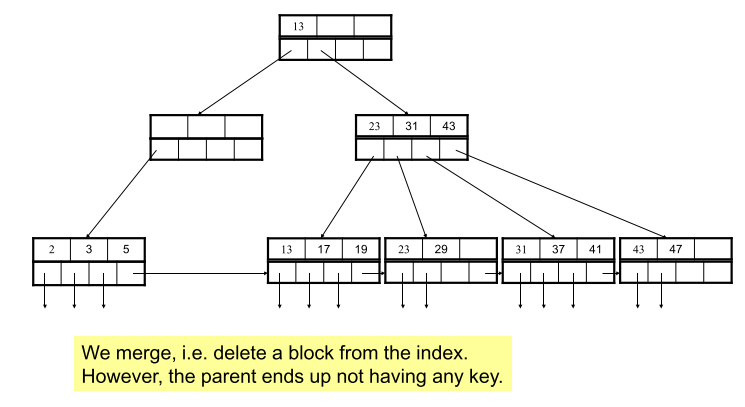 13
23 31 43
2 3 5 13 17 19 23 29 31 37 41 43 47
We merge, i.e. delete a block from the index.
However, the parent ends up not having any key.